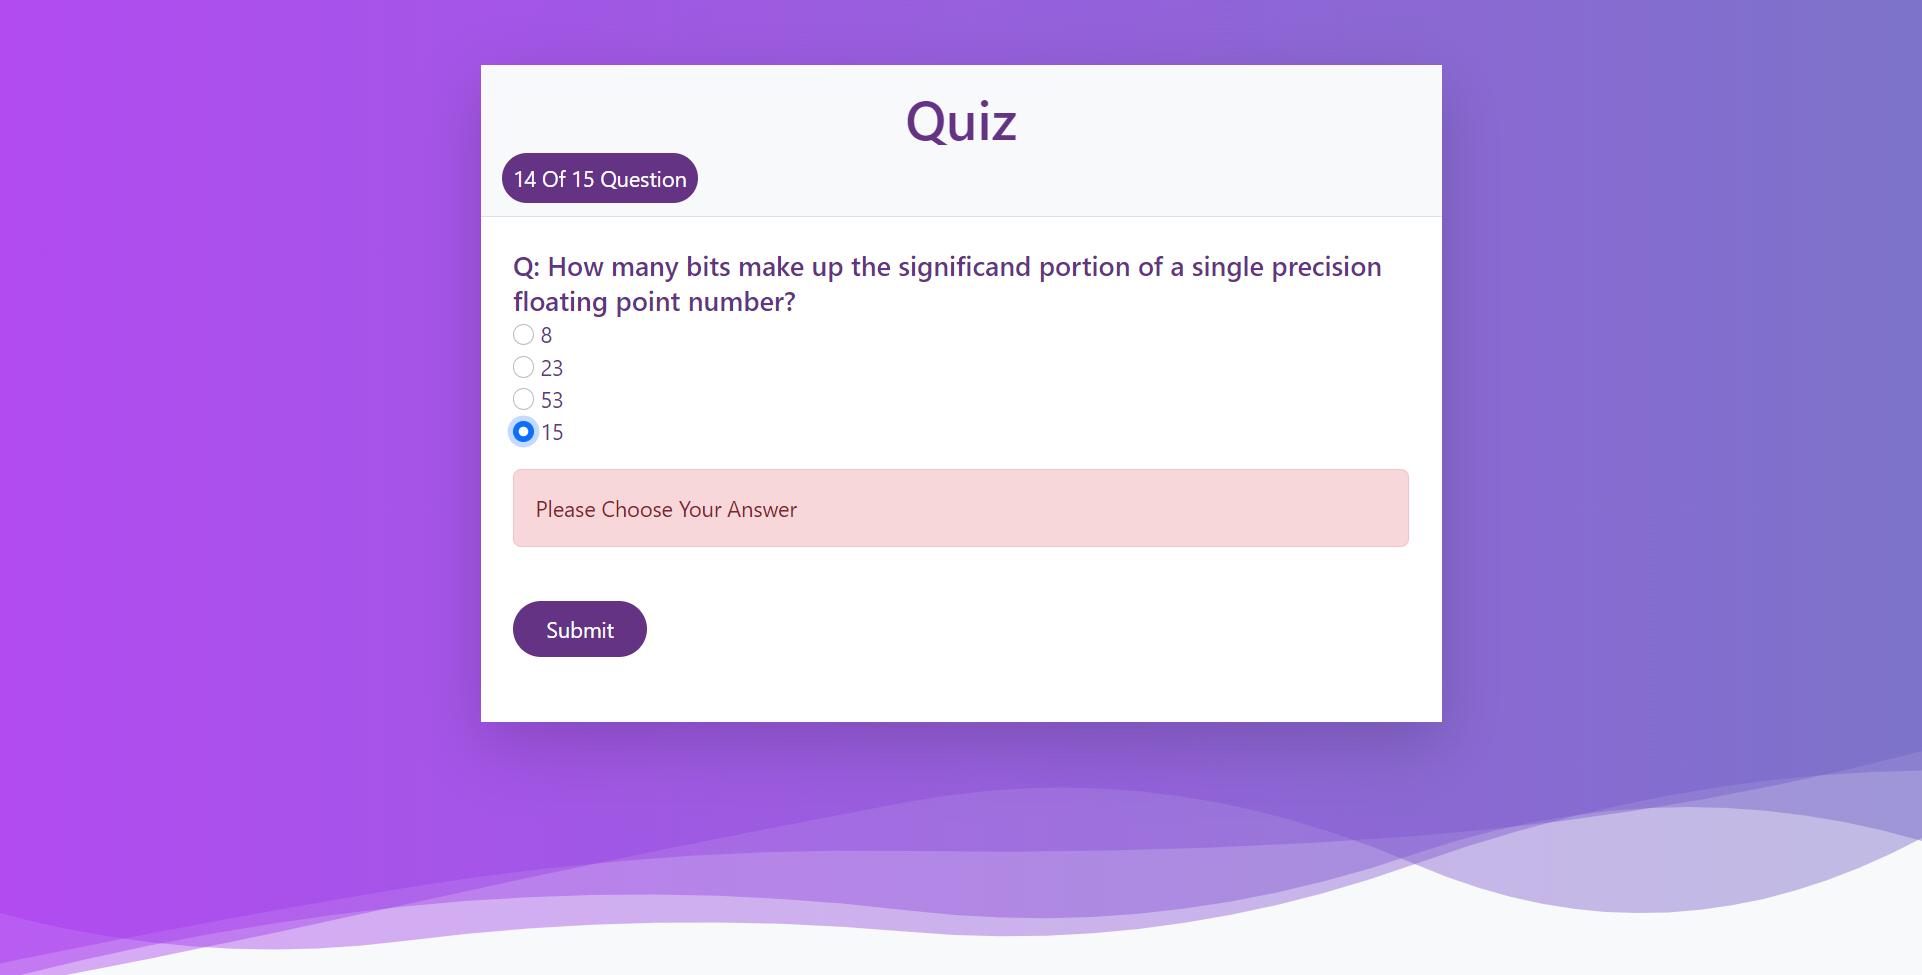 Quiz
14 Of 15 Question
Q: How many bits make up the significand portion of a single precision
floating point number?
8
23
53
15
Please Choose Your Answer
Submit